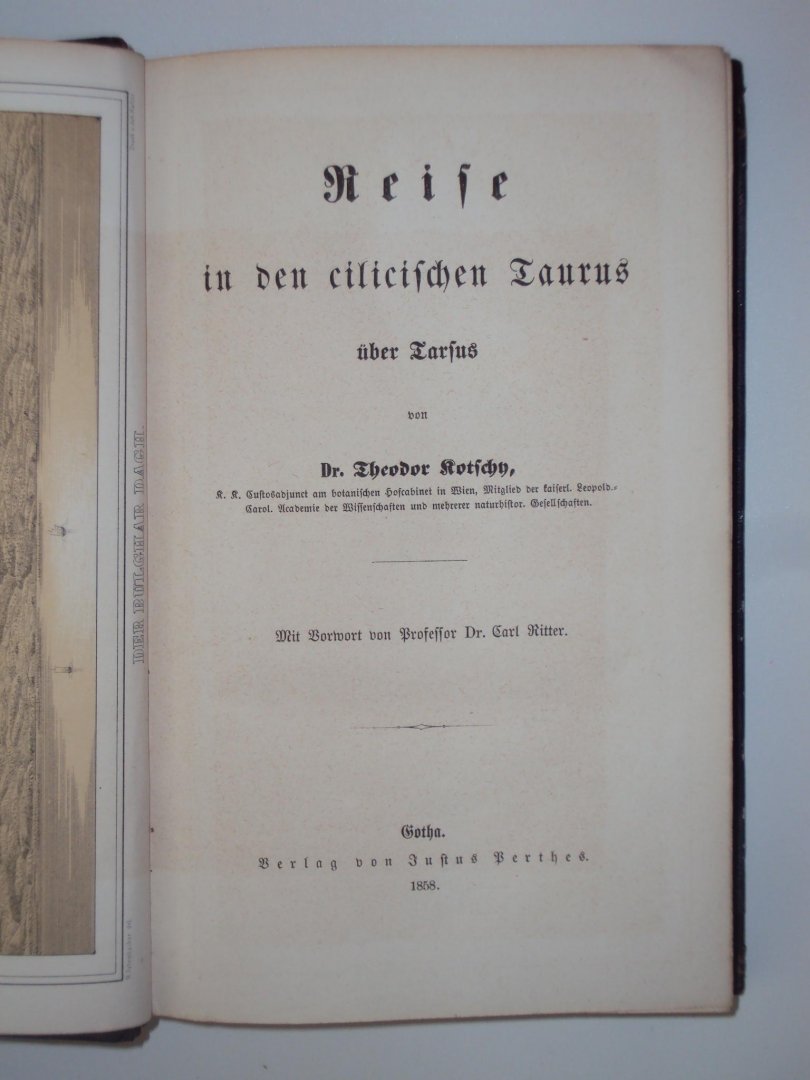 Reise
in den cilicischen Taurus
über Tarsus
von
Dr. Theodor Kotschy,
K. K. Custosadjunct am botanischen Hofcabinet in Wien, Mitglied der kaiserl. Leopold.-
Carol. Academie der Wissenschaften und mehrerer naturhistor. Gesellschaften.
Mit Vorwort von Professor Dr. Carl Ritter.
Gotha.
Verlag von Justus Perthes.
1858.
DER BULGHAR DAGH.